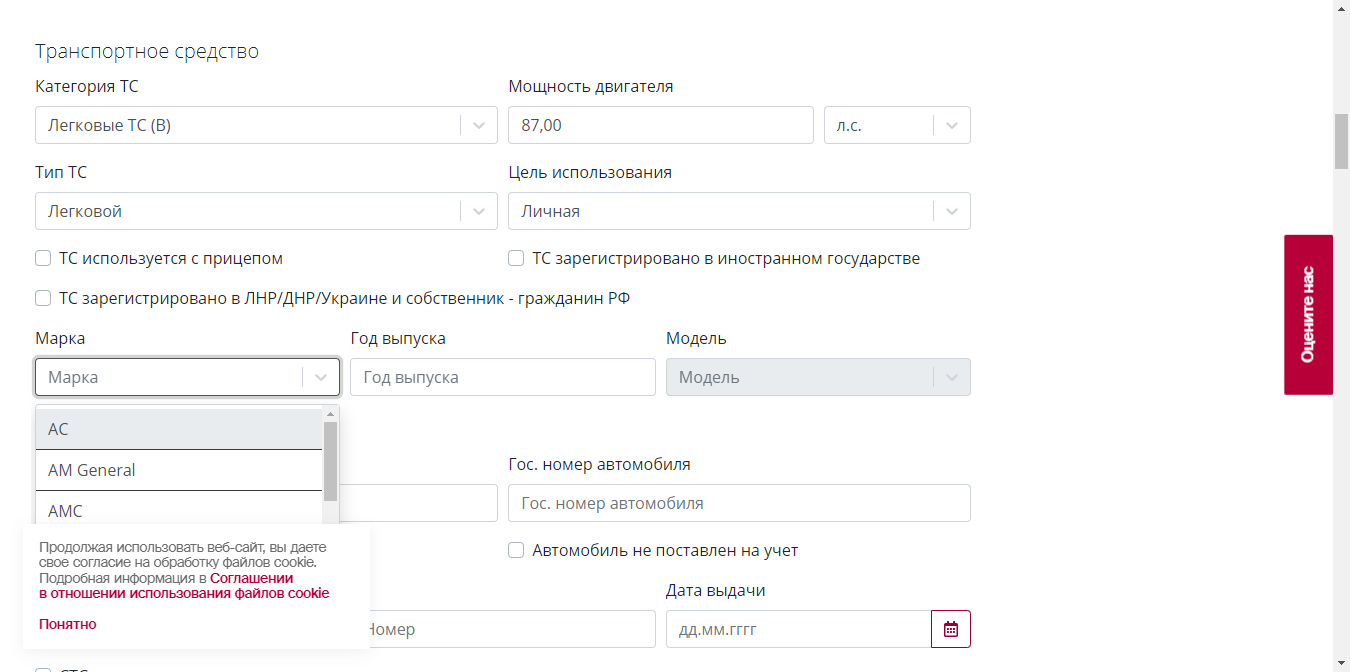 Транспортное средство
Категория ТС
Мощность двигателя
Легковые ТС (B)
87,00
л.с.
Тип ТС
Цель использования
Легковой
Личная
ТС используется с прицепом
ТС зарегистрировано в иностранном государстве
ТС зарегистрировано в ЛНР/ДНР/Украине и собственник - гражданин РФ
Марка
Год выпуска
Модель
Марка
Год выпуска
Модель
AC
AM General
AMC
Гос. номер автомобиля
Гос. номер автомобиля
Автомобиль не поставлен на учет
Продолжая использовать веб-сайт, вы даете
свое согласие на обработку файлов cookie.
Подробная информация в Соглашении
в отношении использования файлов cookie
Понятно
Дата выдачи
Номер
дд.мм.гггг
Оцените нас